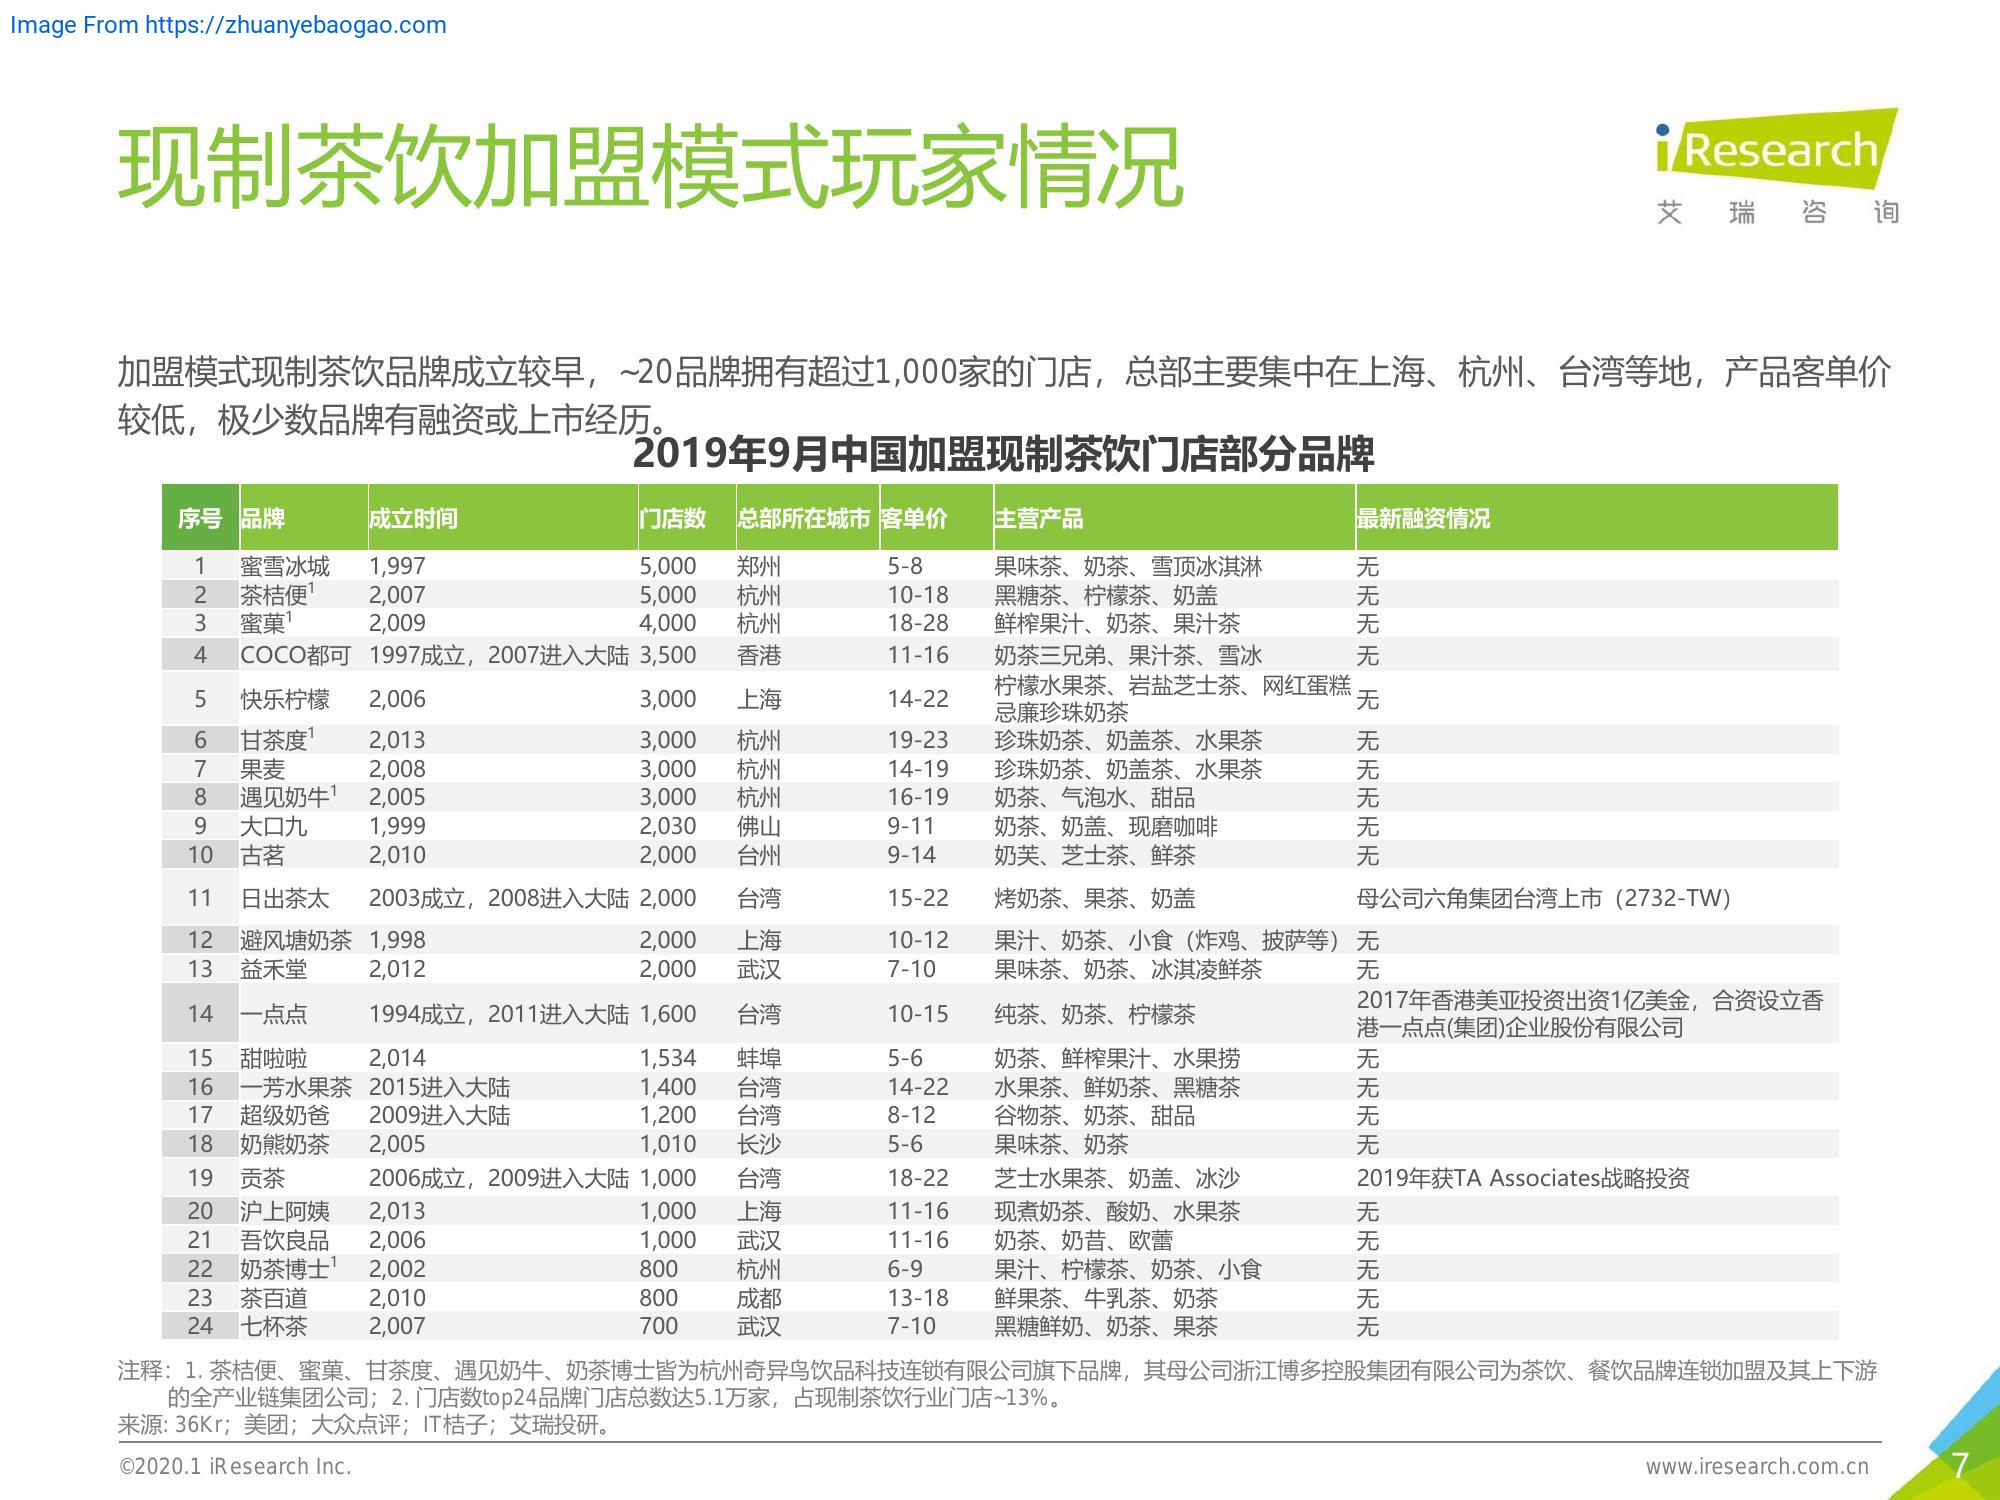 Image From https://zhuanyebaogao.com
现制茶饮加盟模式玩家情况
iResearch
艾瑞咨询
加盟模式现制茶饮品牌成立较早，~20品牌拥有超过1,000家的门店，总部主要集中在上海、杭州、台湾等地，产品客单价
较低，极少数品牌有融资或上市经历。
2019年9月中国加盟现制茶饮门店部分品牌
序号 品牌 成立时间 门店数 总部所在城市 客单价 主营产品 最新融资情况
1 蜜雪冰城 1,997 5,000 郑州 5-8 果味茶、奶茶、雪顶冰淇淋 无
2 茶桔便1 2,007 5,000 杭州 10-18 黑糖茶、柠檬茶、奶盖 无
3 蜜菓1 2,009 4,000 杭州 18-28 鲜榨果汁、奶茶、果汁茶 无
4 COCO都可 1997成立，2007进入大陆 3,500 香港 11-16 奶茶三兄弟、果汁茶、雪冰 无
5 快乐柠檬 2,006 3,000 上海 14-22 柠檬水果茶、岩盐芝士茶、网红蛋糕 无
忌廉珍珠奶茶
6 甘茶度1 2,013 3,000 杭州 19-23 珍珠奶茶、奶盖茶、水果茶 无
7 果麦 2,008 3,000 杭州 14-19 珍珠奶茶、奶盖茶、水果茶 无
8 遇见奶牛1 2,005 3,000 杭州 16-19 奶茶、气泡水、甜品 无
9 大口九 1,999 2,030 佛山 9-11 奶茶、奶盖、现磨咖啡 无
10 古茗 2,010 2,000 台州 9-14 奶芙、芝士茶、鲜茶 无
11 日出茶太 2003成立，2008进入大陆 2,000 台湾 15-22 烤奶茶、果茶、奶盖 母公司六角集团台湾上市（2732-TW）
12 避风塘奶茶 1,998 2,000 上海 10-12 果汁、奶茶、小食（炸鸡、披萨等） 无
13 益禾堂 2,012 2,000 武汉 7-10 果味茶、奶茶、冰淇凌鲜茶 无
14 一点点 1994成立，2011进入大陆 1,600 台湾 10-15 纯茶、奶茶、柠檬茶 2017年香港美亚投资出资1亿美金，合资设立香
港一点点(集团)企业股份有限公司
15 甜啦啦 2,014 1,534 蚌埠 5-6 奶茶、鲜榨果汁、水果捞 无
16 一芳水果茶 2015进入大陆 1,400 台湾 14-22 水果茶、鲜奶茶、黑糖茶 无
17 超级奶爸 2009进入大陆 1,200 台湾 8-12 谷物茶、奶茶、甜品 无
18 奶熊奶茶 2,005 1,010 长沙 5-6 果味茶、奶茶 无
19 贡茶 2006成立，2009进入大陆 1,000 台湾 18-22 芝士水果茶、奶盖、冰沙 2019年获TA Associates战略投资
20 沪上阿姨 2,013 1,000 上海 11-16 现煮奶茶、酸奶、水果茶 无
21 吾饮良品 2,006 1,000 武汉 11-16 奶茶、奶昔、欧蕾 无
22 奶茶博士1 2,002 800 杭州 6-9 果汁、柠檬茶、奶茶、小食 无
23 茶百道 2,010 800 成都 13-18 鲜果茶、牛乳茶、奶茶 无
24 七杯茶 2,007 700 武汉 7-10 黑糖鲜奶、奶茶、果茶 无
注释：1. 茶桔便、蜜菓、甘茶度、遇见奶牛、奶茶博士皆为杭州奇异鸟饮品科技连锁有限公司旗下品牌，其母公司浙江博多控股集团有限公司为茶饮、餐饮品牌连锁加盟及其上下游
的全产业链集团公司；2. 门店数top24品牌门店总数达5.1万家，占现制茶饮行业门店~13%。
来源: 36Kr；美团；大众点评；IT桔子；艾瑞投研。
©2020.1 iResearch Inc.
www.iresearch.com.cn
7